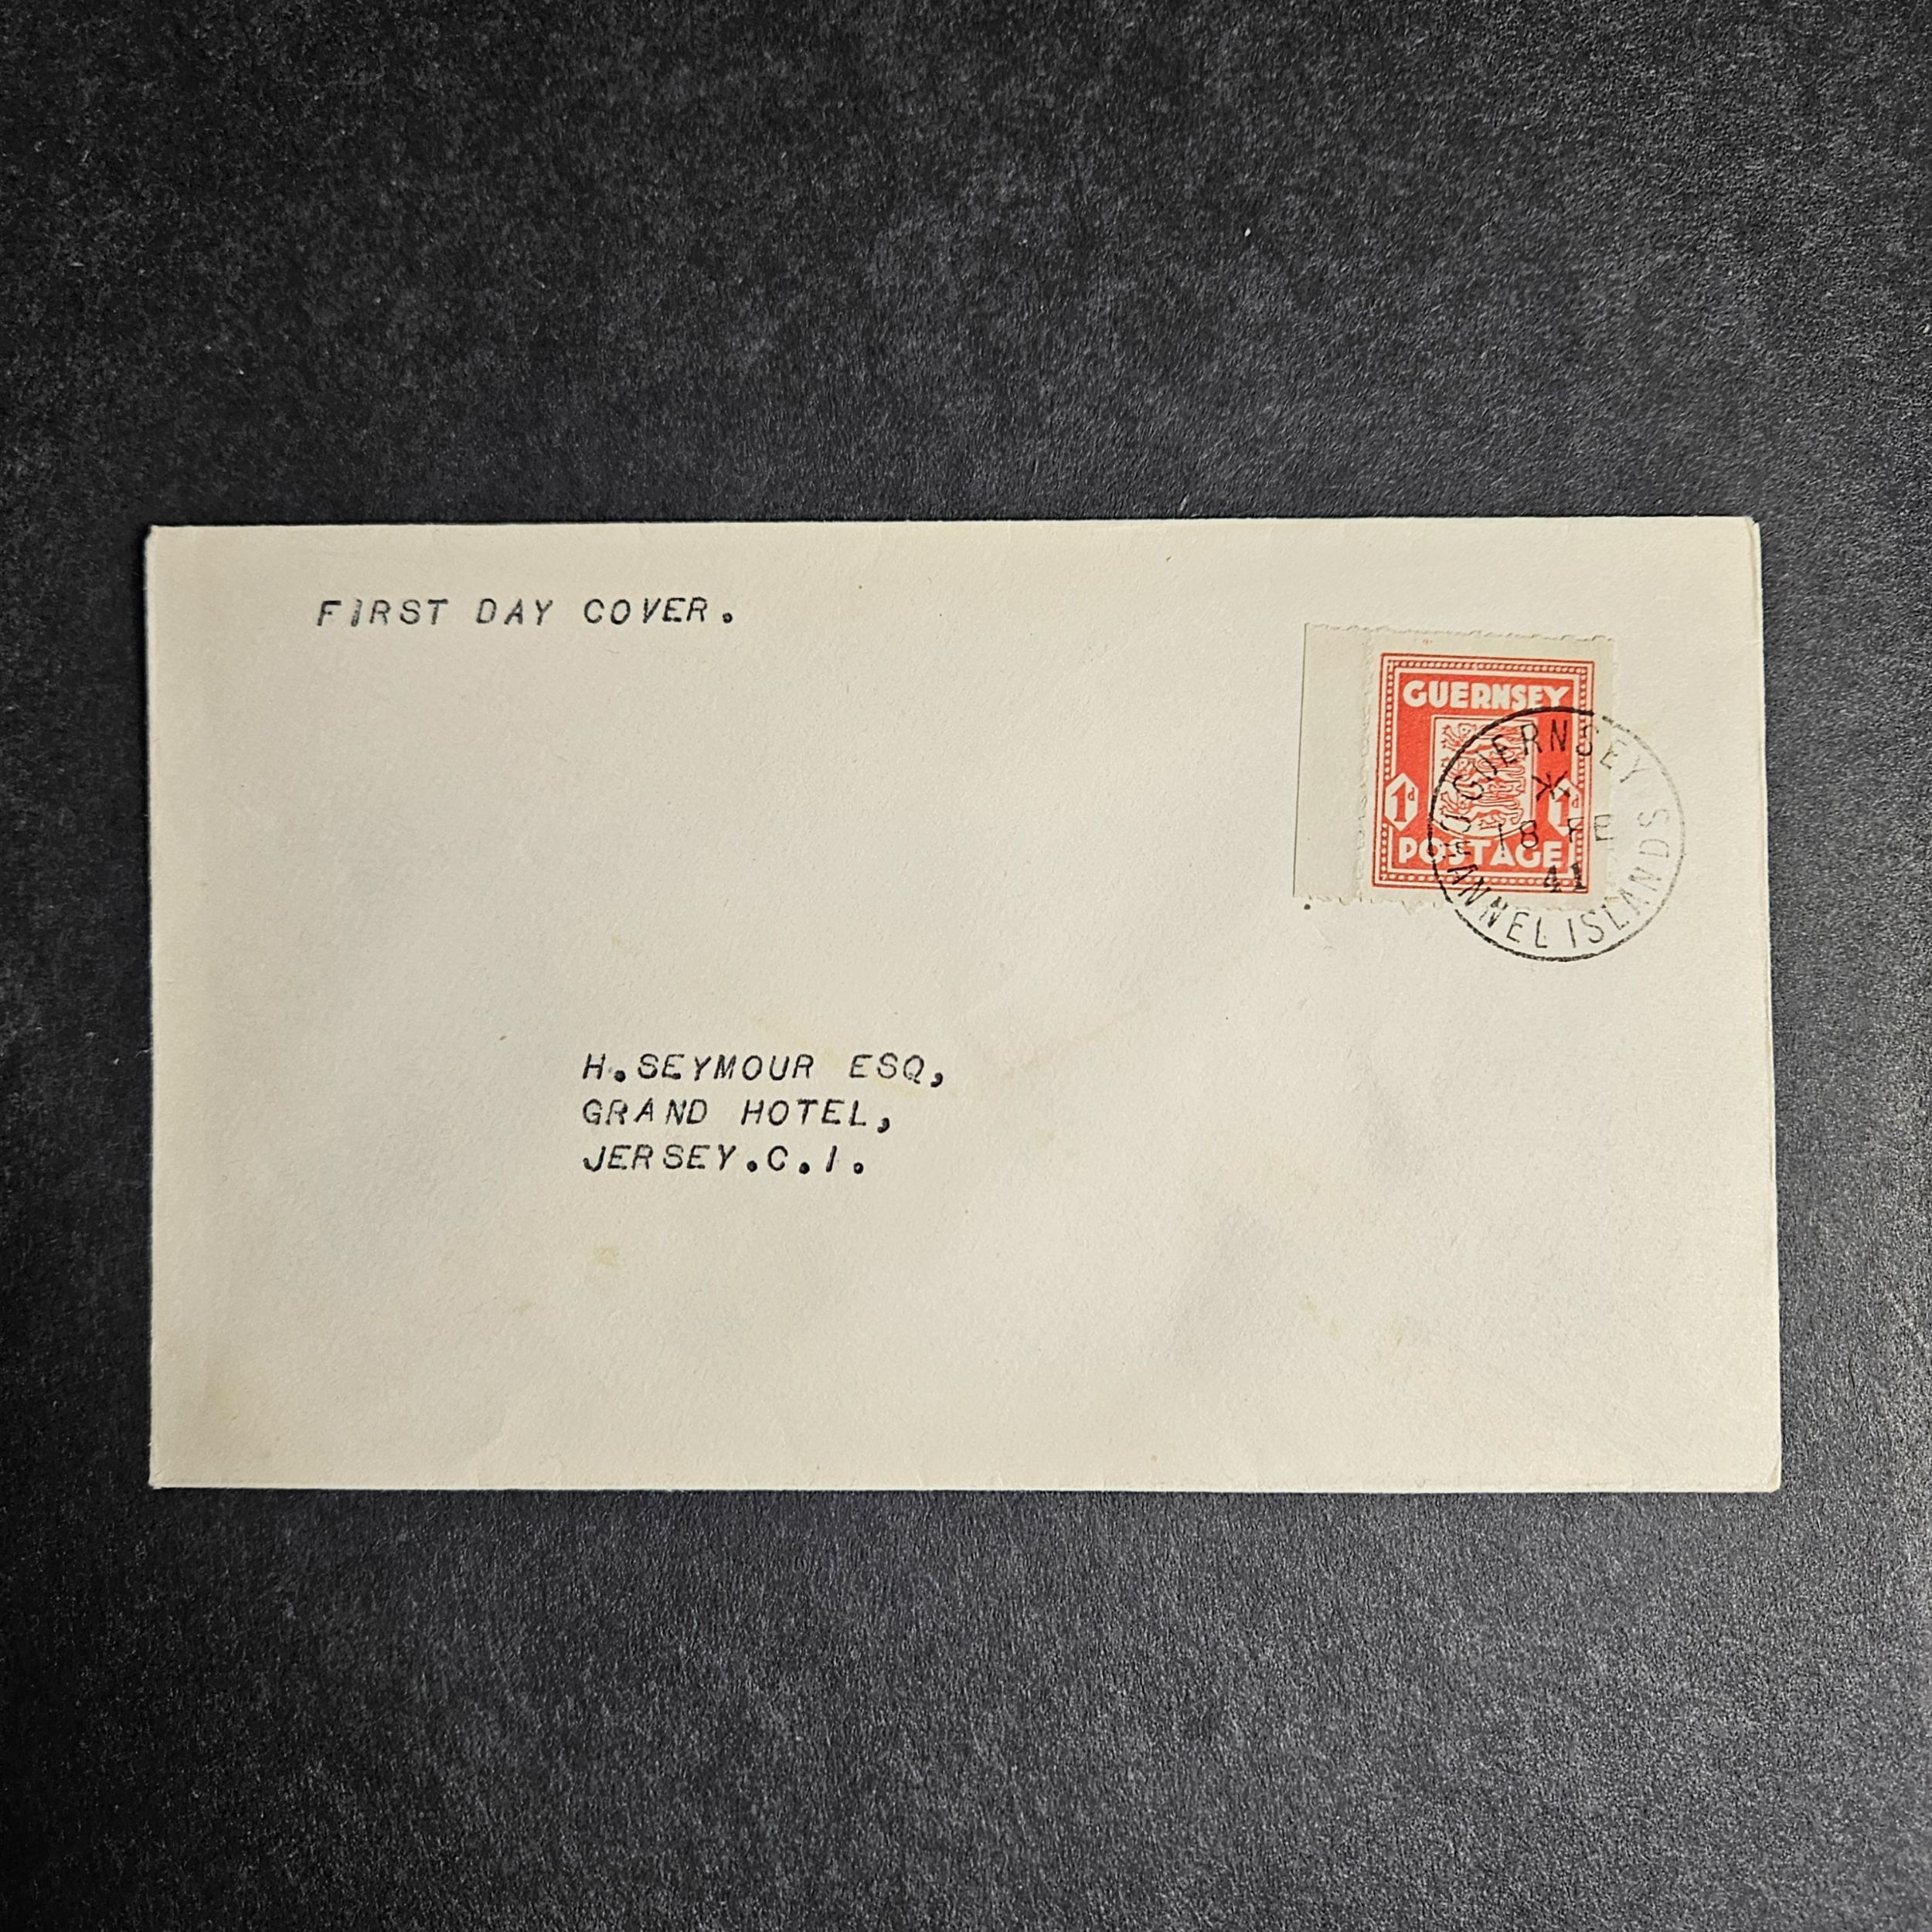 FIRST DAY COVER.
GUERNSEY
1d 1d
POSTAGE
GUERNSEY
18 FE
41
CHANNEL ISLANDS
H.SEYMOUR ESQ,
GRAND HOTEL,
JERSEY.C.I.